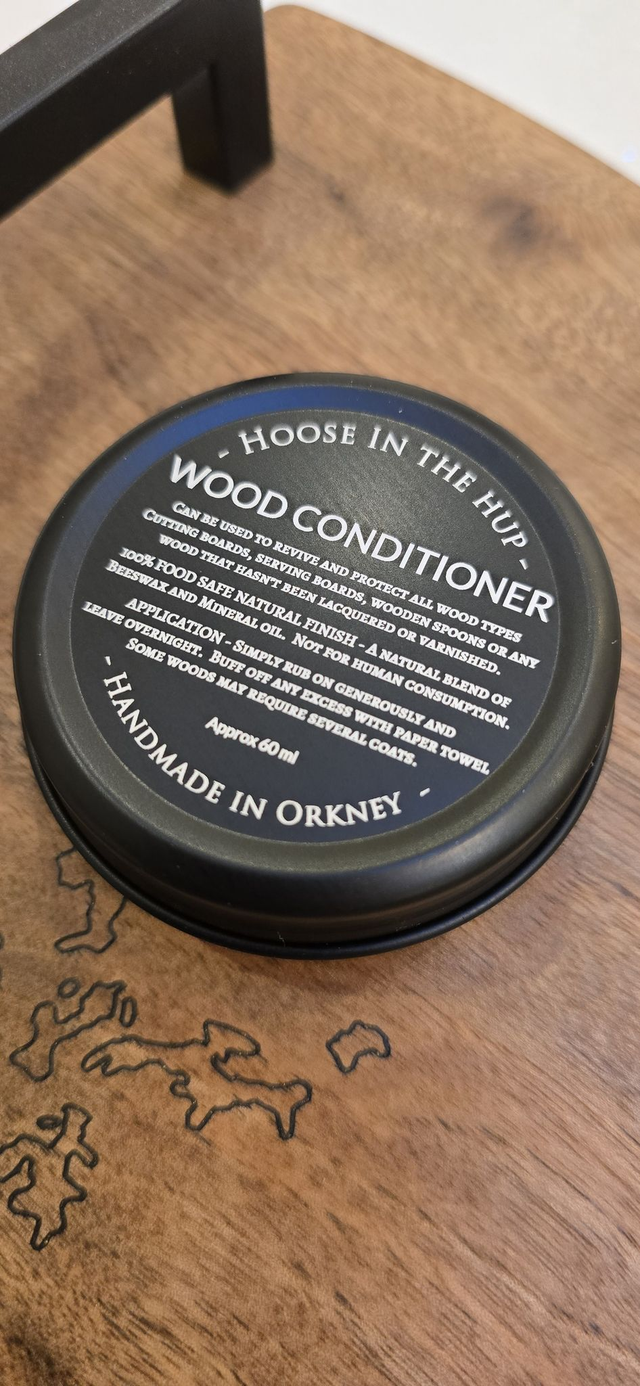 - HOOSE IN THE HUP -
WOOD CONDITIONER
CAN BE USED TO REVIVE AND PROTECT ALL WOOD TYPES
CUTTING BOARDS, SERVING BOARDS, WOODEN SPOONS OR ANY
WOOD THAT HASN'T BEEN LACQUERED OR VARNISHED.
100% FOOD SAFE NATURAL FINISH - A NATURAL BLEND OF
BEESWAX AND MINERAL OIL. NOT FOR HUMAN CONSUMPTION.
APPLICATION - SIMPLY RUB ON GENEROUSLY AND
LEAVE OVERNIGHT. BUFF OFF ANY EXCESS WITH PAPER TOWEL
SOME WOODS MAY REQUIRE SEVERAL COATS.
Approx 60 ml
- HANDMADE IN ORKNEY -